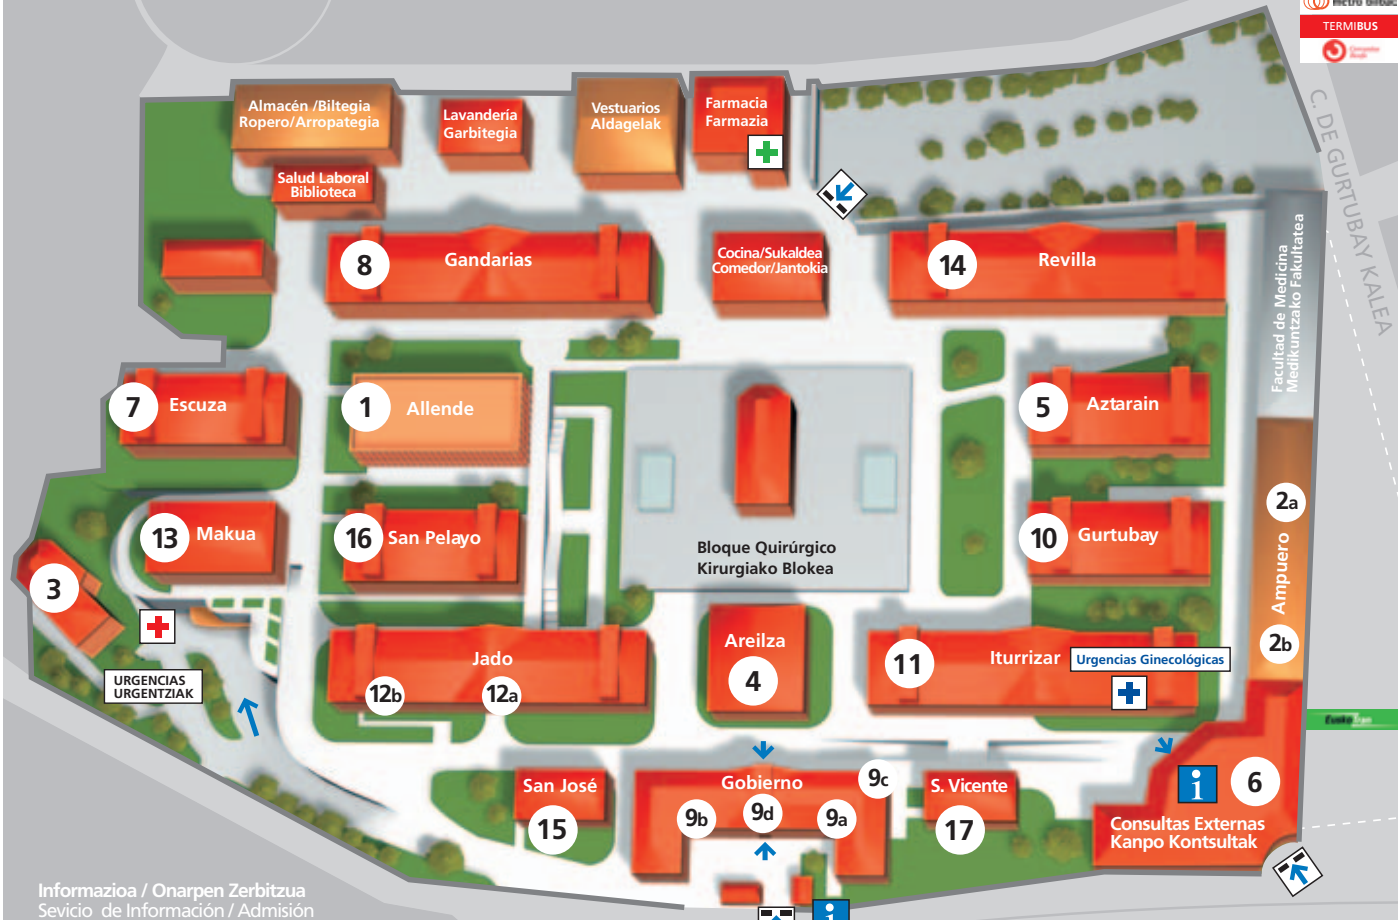 TERMIBUS
C. DE GURTUBAY KALEA
Almacén /Biltegia
Ropero/Arropategia
Lavandería
Garbitegia
Vestuarios
Aldagelak
Farmacia
Farmazia
Salud Laboral
Biblioteca
8
Gandarias
Cocina/Sukaldea
Comedor/Jantokia
14
Revilla
Facultad de Medicina
Medikuntzako Fakultatea
7
Escuza
1
Allende
5
Aztarain
13
Makua
16
San Pelayo
Bloque Quirúrgico
Kirurgiako Blokea
10
Gurtubay
2a
Ampuero
2b
3
URGENCIAS
URGENTZIAK
Jado
12b
12a
Areilza
4
11
Iturrizar
Urgencias Ginecológicas
EuskoTran
San José
15
Gobierno
9b
9d
9a
9c
S. Vicente
17
i
6
Consultas Externas
Kanpo Kontsultak
Informazioa / Onarpen Zerbitzua
Sevicio de Información / Admisión
i